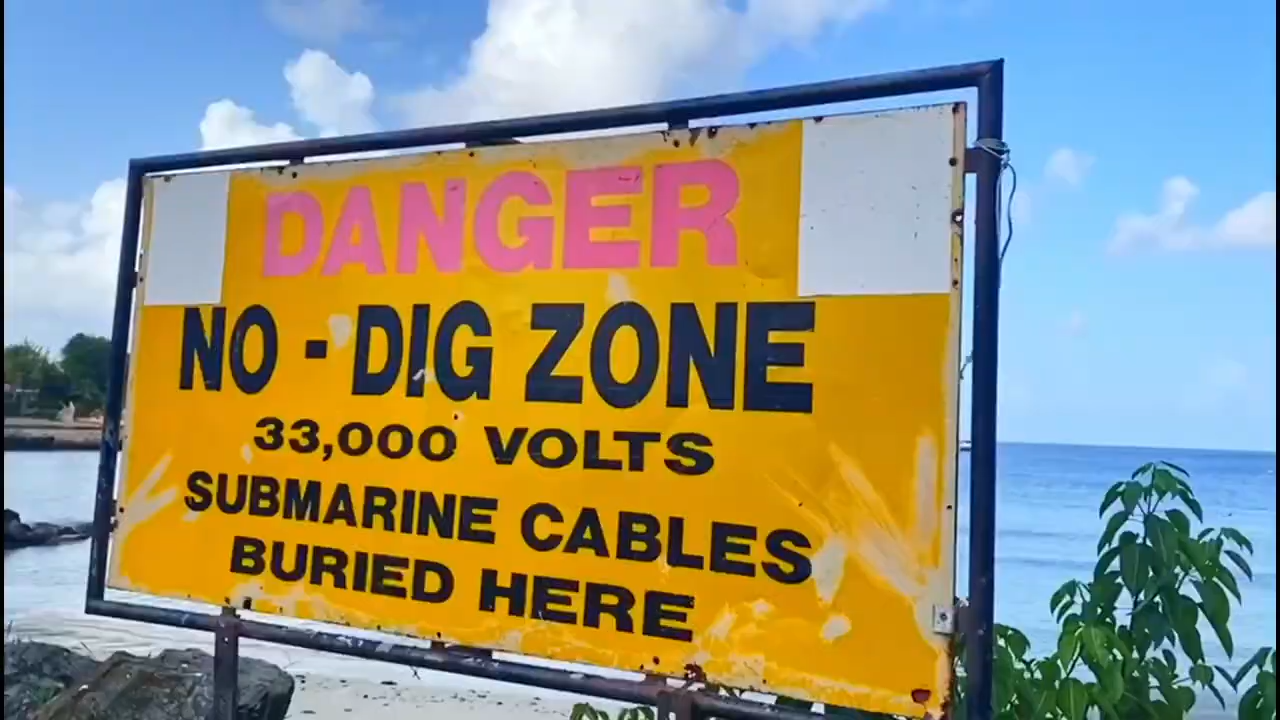 DANGER
NO - DIG ZONE
33,000 VOLTS
SUBMARINE CABLES
BURIED HERE